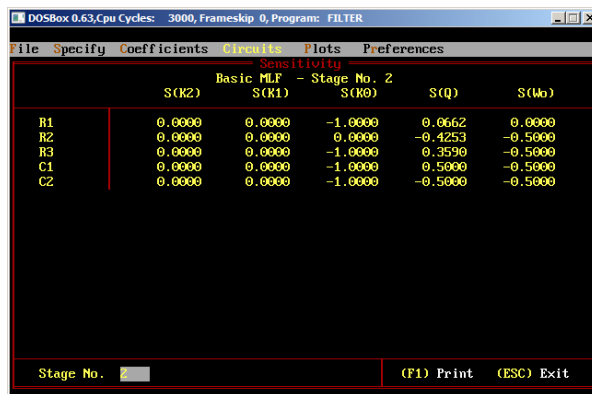 DOSBox 0.63,Cpu Cycles: 3000, Frameskip 0, Program: FILTER
File Specify Coefficients Circuits Plots Preferences
Sensitivity
Basic MLF - Stage No. 2
S(K2) S(K1) S(K0) S(Q) S(Wo)
R1 0.0000 0.0000 -1.0000 0.0662 0.0000
R2 0.0000 0.0000 0.0000 -0.4253 -0.5000
R3 0.0000 0.0000 -1.0000 0.3590 -0.5000
C1 0.0000 0.0000 -1.0000 0.5000 -0.5000
C2 0.0000 0.0000 -1.0000 -0.5000 -0.5000
Stage No. 2 (F1) Print (ESC) Exit